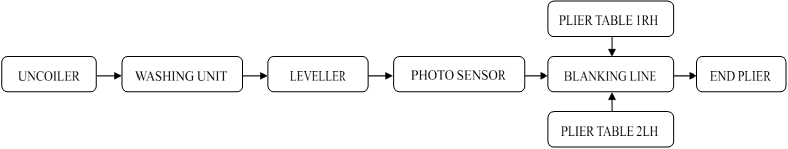 PLIER TABLE 1RH
UNCOILER
WASHING UNIT
LEVELLER
PHOTO SENSOR
BLANKING LINE
END PLIER
PLIER TABLE 2LH